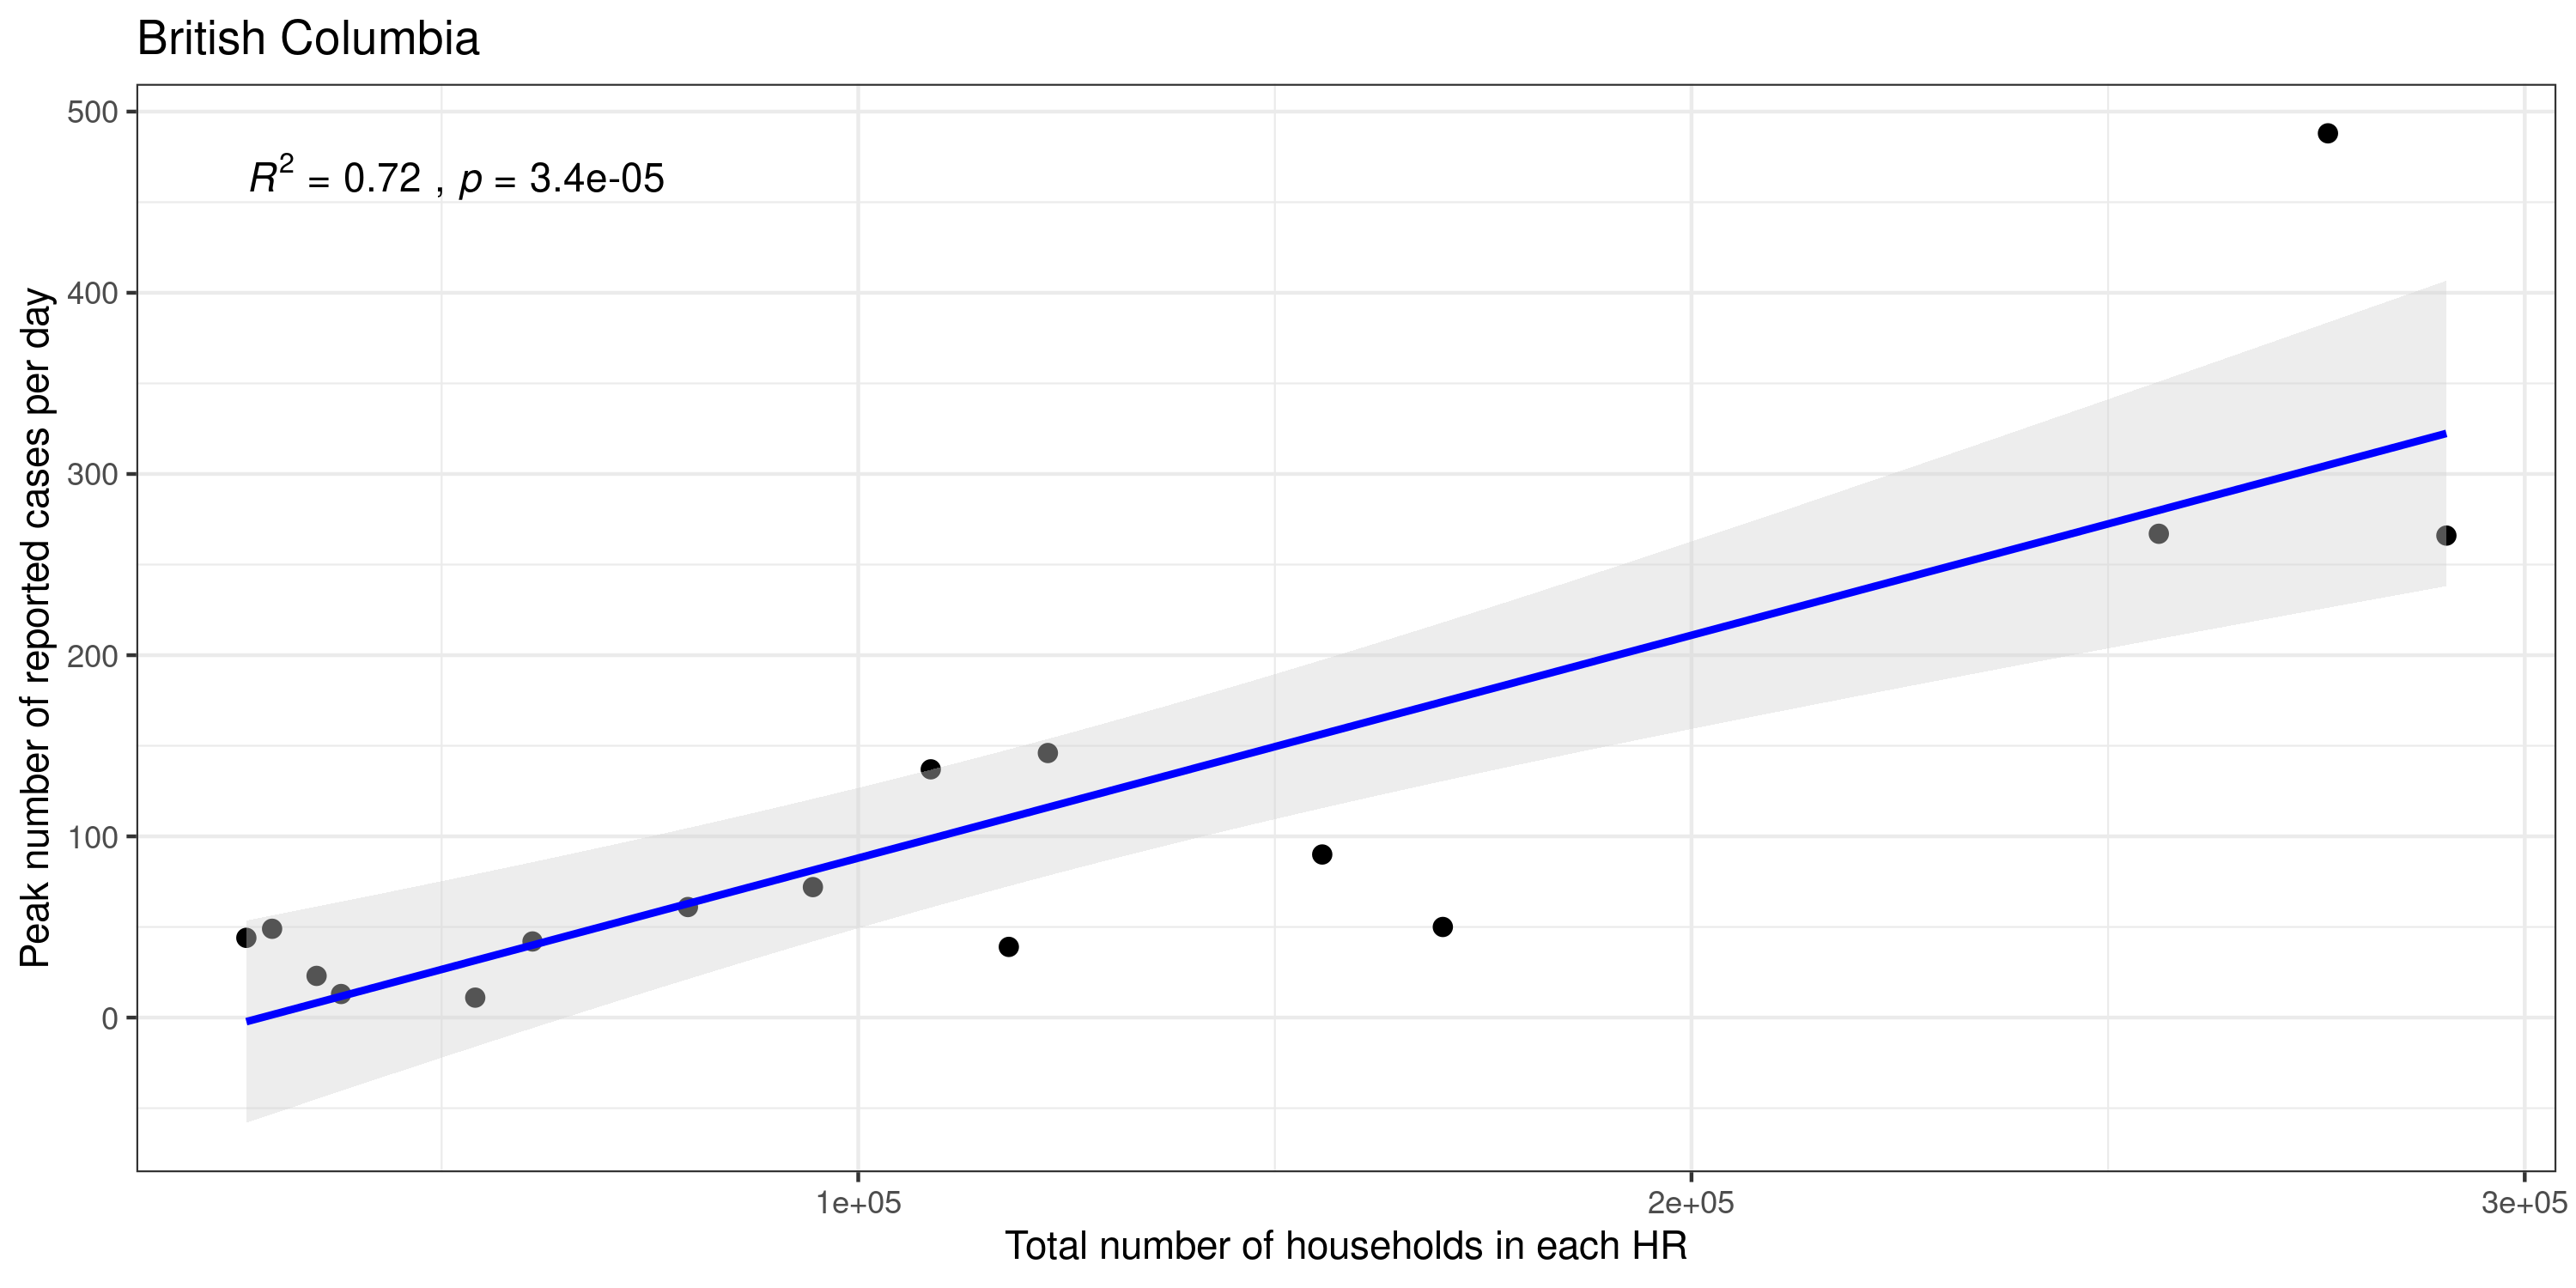 British Columbia
R² = 0.72 , p = 3.4e-05
Peak number of reported cases per day
500
400
300
200
100
0
1e+05 2e+05 3e+05
Total number of households in each HR